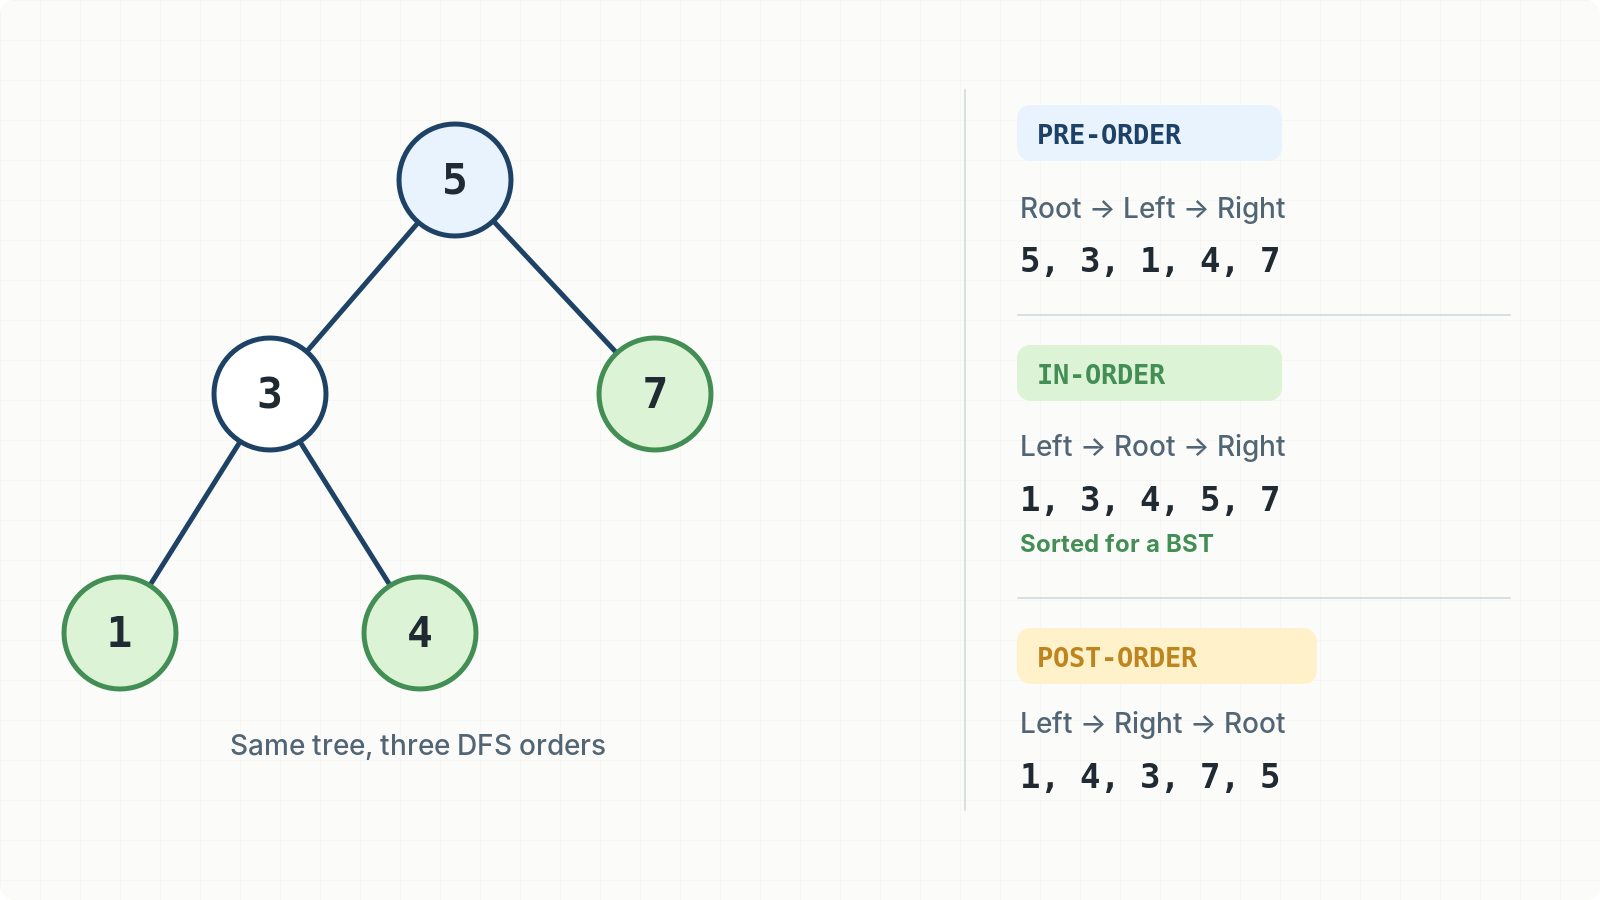 5
3
7
1
4
Same tree, three DFS orders
PRE-ORDER
Root → Left → Right
5, 3, 1, 4, 7
IN-ORDER
Left → Root → Right
1, 3, 4, 5, 7
Sorted for a BST
POST-ORDER
Left → Right → Root
1, 4, 3, 7, 5